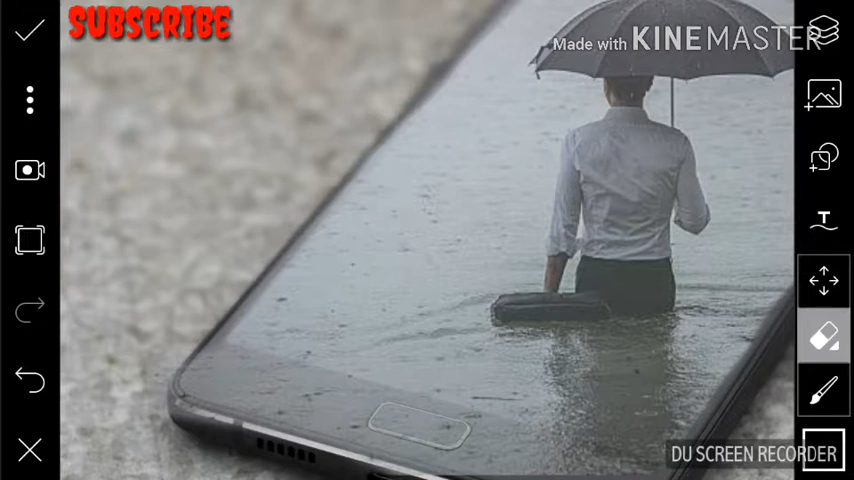 SUBSCRIBE
Made with KINEMASTER
T
DU SCREEN RECORDER